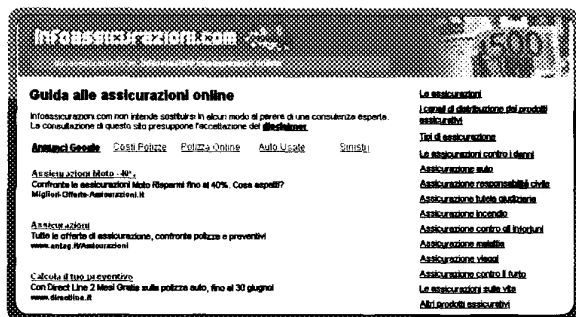 infoassicurazioni.com
500
Guida alle assicurazioni online
Infoassicurazioni.com non intende sostituirsi in alcun modo al parere di una consulenza esperta.
La consultazione di questo sito presuppone l'accettazione del disclaimer
Annunci Google Costi Polizze Polizza Online Auto Usate Sinistri
Assicurazioni Moto -40%
Confronta le assicurazioni Moto Risparmi fino al 40%. Cosa aspetti?
Migliori-Offerte-Assicurazioni.it
Assicurazioni
Tutte le offerte di assicurazione, confronta polizze e preventivi
www.antag.it/Assicurazioni
Calcola il tuo preventivo
Con Direct Line 2 Mesi Gratis sulla polizza auto, fino al 30 giugno!
www.directline.it
Le assicurazioni
I canali di distribuzione dei prodotti
assicurativi
Tipi di assicurazione
Le assicurazioni contro i danni
Assicurazione auto
Assicurazione responsabilità civile
Assicurazione tutela giudiziaria
Assicurazione incendio
Assicurazione contro gli infortuni
Assicurazione malattia
Assicurazione viaggi
Assicurazione contro il furto
Le assicurazioni sulla vita
Altri prodotti assicurativi